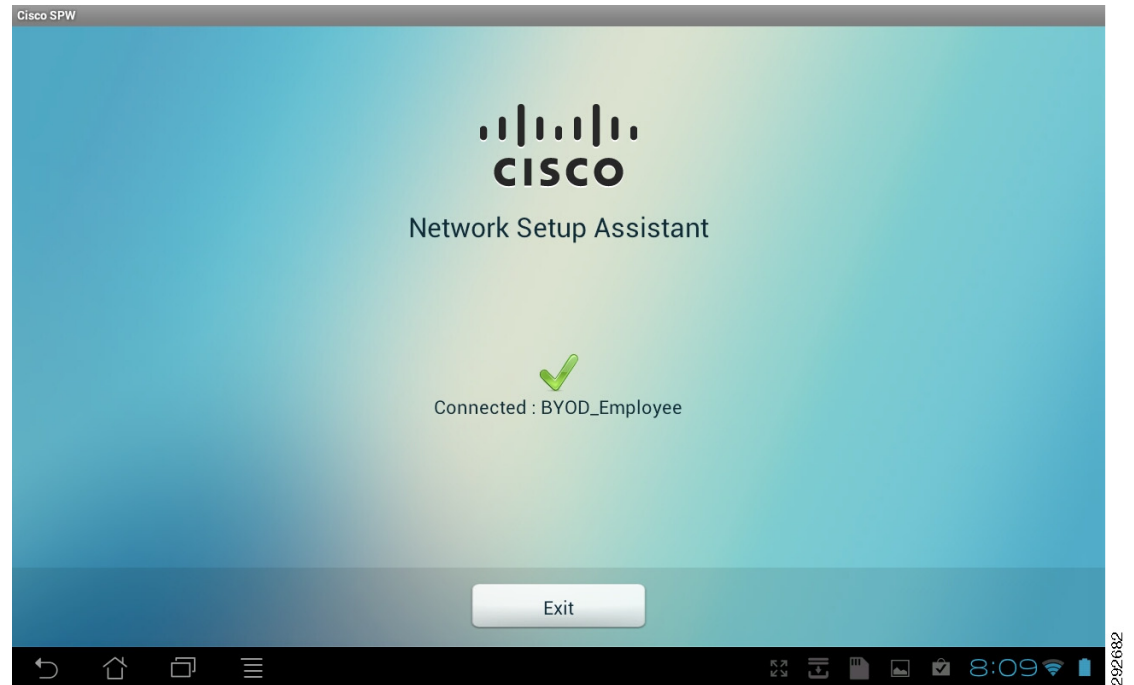 Cisco SPW
CISCO
Network Setup Assistant
Connected : BYOD_Employee
Exit
8:09
292682